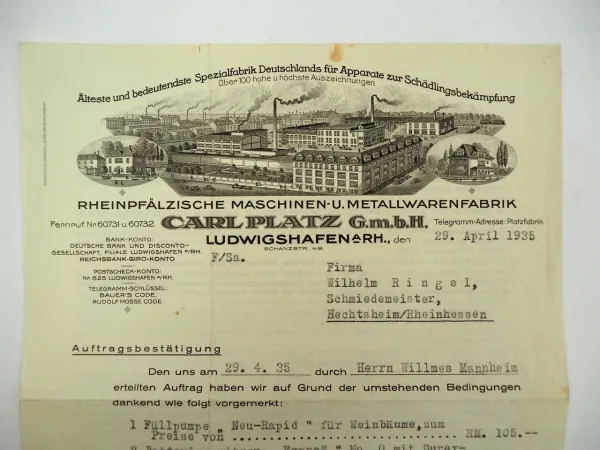 Älteste und bedeutendste Spezialfabrik Deutschlands für Apparate zur Schädlingsbekämpfung
Über 100 hohe u. höchste Auszeichnungen
RHEINPFÄLZISCHE MASCHINEN- U. METALLWARENFABRIK
Fernruf Nr. 60731 u. 60732.
CARL PLATZ G.m.b.H.
Telegramm-Adresse: Platzfabrik
LUDWIGSHAFEN A/RH., den 29. April 1935
SCHANZSTR. 49.
BANK-KONTO:
DEUTSCHE BANK UND DISCONTO-
GESELLSCHAFT, FILIALE LUDWIGSHAFEN A/RH.
REICHSBANK-GIRO-KONTO
POSTSCHECK-KONTO:
Nr. 825 LUDWIGSHAFEN A/RH.
TELEGRAMM-SCHLÜSSEL:
BAUER'S CODE,
RUDOLF MOSSE CODE.
F/Sa.
Firma
Wilhelm R i n g e l,
Schmiedemeister,
Hechtsheim/Rheinhessen
Auftragsbestätigung
Den uns am 29. 4. 35 durch Herrn Willmes Mannheim
erteilten Auftrag haben wir auf Grund der umstehenden Bedingungen
dankend wie folgt vorgemerkt:
1 Füllpumpe „ Neu-Rapid " für Weinbäume, zum
Preise von .............................. RM. 105.--
" No. 0 mit